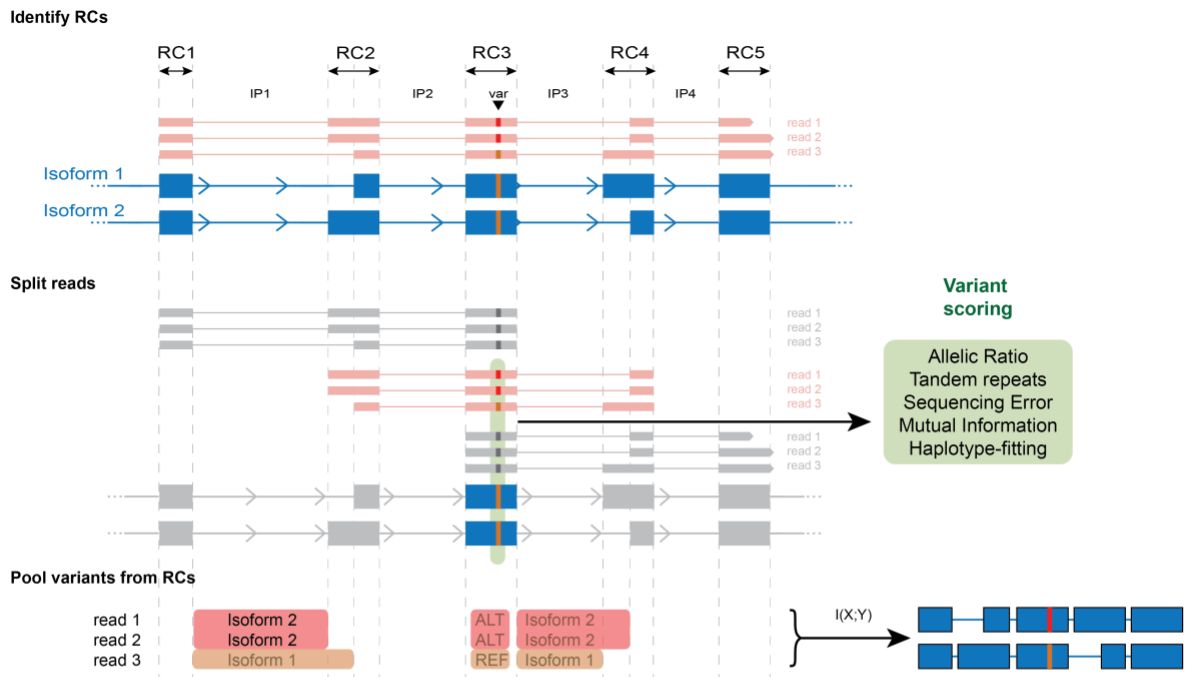 Identify RCs
RC1 RC2 RC3 RC4 RC5
IP1 IP2 var IP3 IP4
read 1
read 2
read 3
Isoform 1
Isoform 2
Split reads
read 1
read 2
read 3
read 1
read 2
read 3
read 1
read 2
read 3
Variant
scoring
Allelic Ratio
Tandem repeats
Sequencing Error
Mutual Information
Haplotype-fitting
Pool variants from RCs
read 1 Isoform 2 ALT Isoform 2
read 2 Isoform 2 ALT Isoform 2
read 3 Isoform 1 REF Isoform 1
I(X;Y)